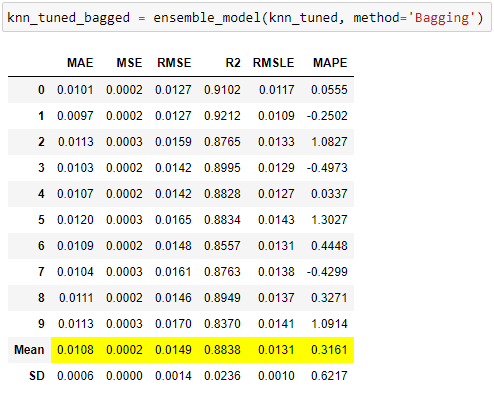 knn_tuned_bagged = ensemble_model(knn_tuned, method='Bagging')
MAE MSE RMSE R2 RMSLE MAPE
0 0.0101 0.0002 0.0127 0.9102 0.0117 0.0555
1 0.0097 0.0002 0.0127 0.9212 0.0109 -0.2502
2 0.0113 0.0003 0.0159 0.8765 0.0133 1.0827
3 0.0103 0.0002 0.0142 0.8995 0.0129 -0.4973
4 0.0107 0.0002 0.0142 0.8828 0.0127 0.0337
5 0.0120 0.0003 0.0165 0.8834 0.0143 1.3027
6 0.0109 0.0002 0.0148 0.8557 0.0131 0.4448
7 0.0104 0.0003 0.0161 0.8763 0.0138 -0.4299
8 0.0111 0.0002 0.0146 0.8949 0.0137 0.3271
9 0.0113 0.0003 0.0170 0.8370 0.0141 1.0914
Mean 0.0108 0.0002 0.0149 0.8838 0.0131 0.3161
SD 0.0006 0.0000 0.0014 0.0236 0.0010 0.6217